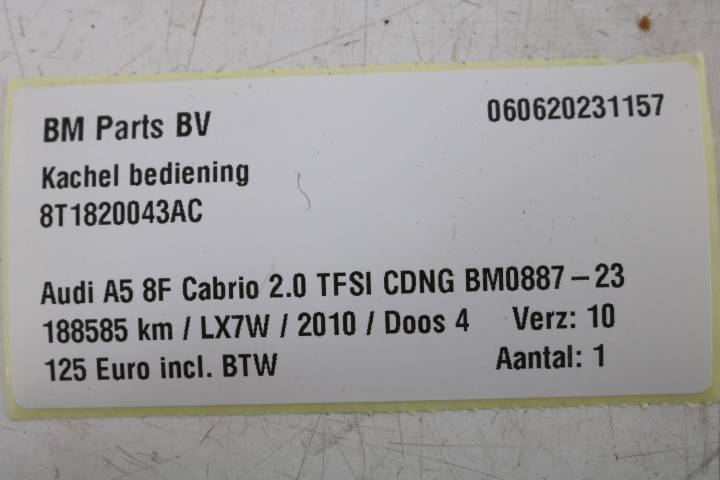 BM Parts BV 060620231157
Kachel bediening
8T1820043AC
Audi A5 8F Cabrio 2.0 TFSI CDNG BM0887 – 23
188585 km / LX7W / 2010 / Doos 4 Verz: 10
125 Euro incl. BTW Aantal: 1